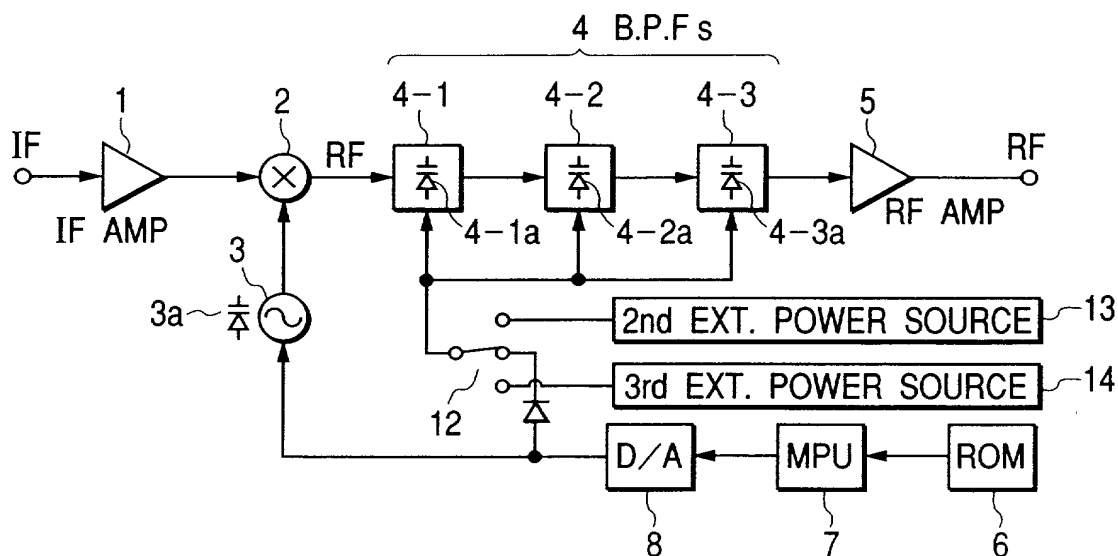 4 B.P.Fs
4-1
4-2
4-3
1
2
5
IF
RF
RF
IF AMP
4-1a
4-2a
4-3a
RF AMP
3
3a
2nd EXT. POWER SOURCE
13
12
3rd EXT. POWER SOURCE
14
D/A
MPU
ROM
8
7
6